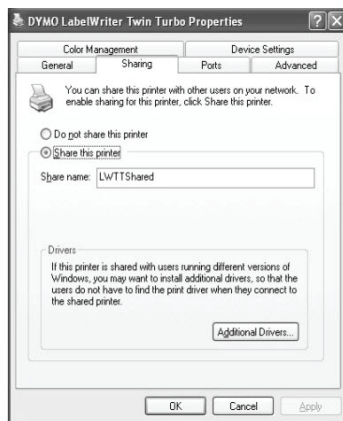 DYMO LabelWriter Twin Turbo Properties
Color Management Device Settings
General Sharing Ports Advanced
You can share this printer with other users on your network. To
enable sharing for this printer, click Share this printer.
Do not share this printer
Share this printer
Share name: LWTTShared
Drivers
If this printer is shared with users running different versions of
Windows, you may want to install additional drivers, so that the
users do not have to find the print driver when they connect to
the shared printer.
Additional Drivers...
OK Cancel Apply